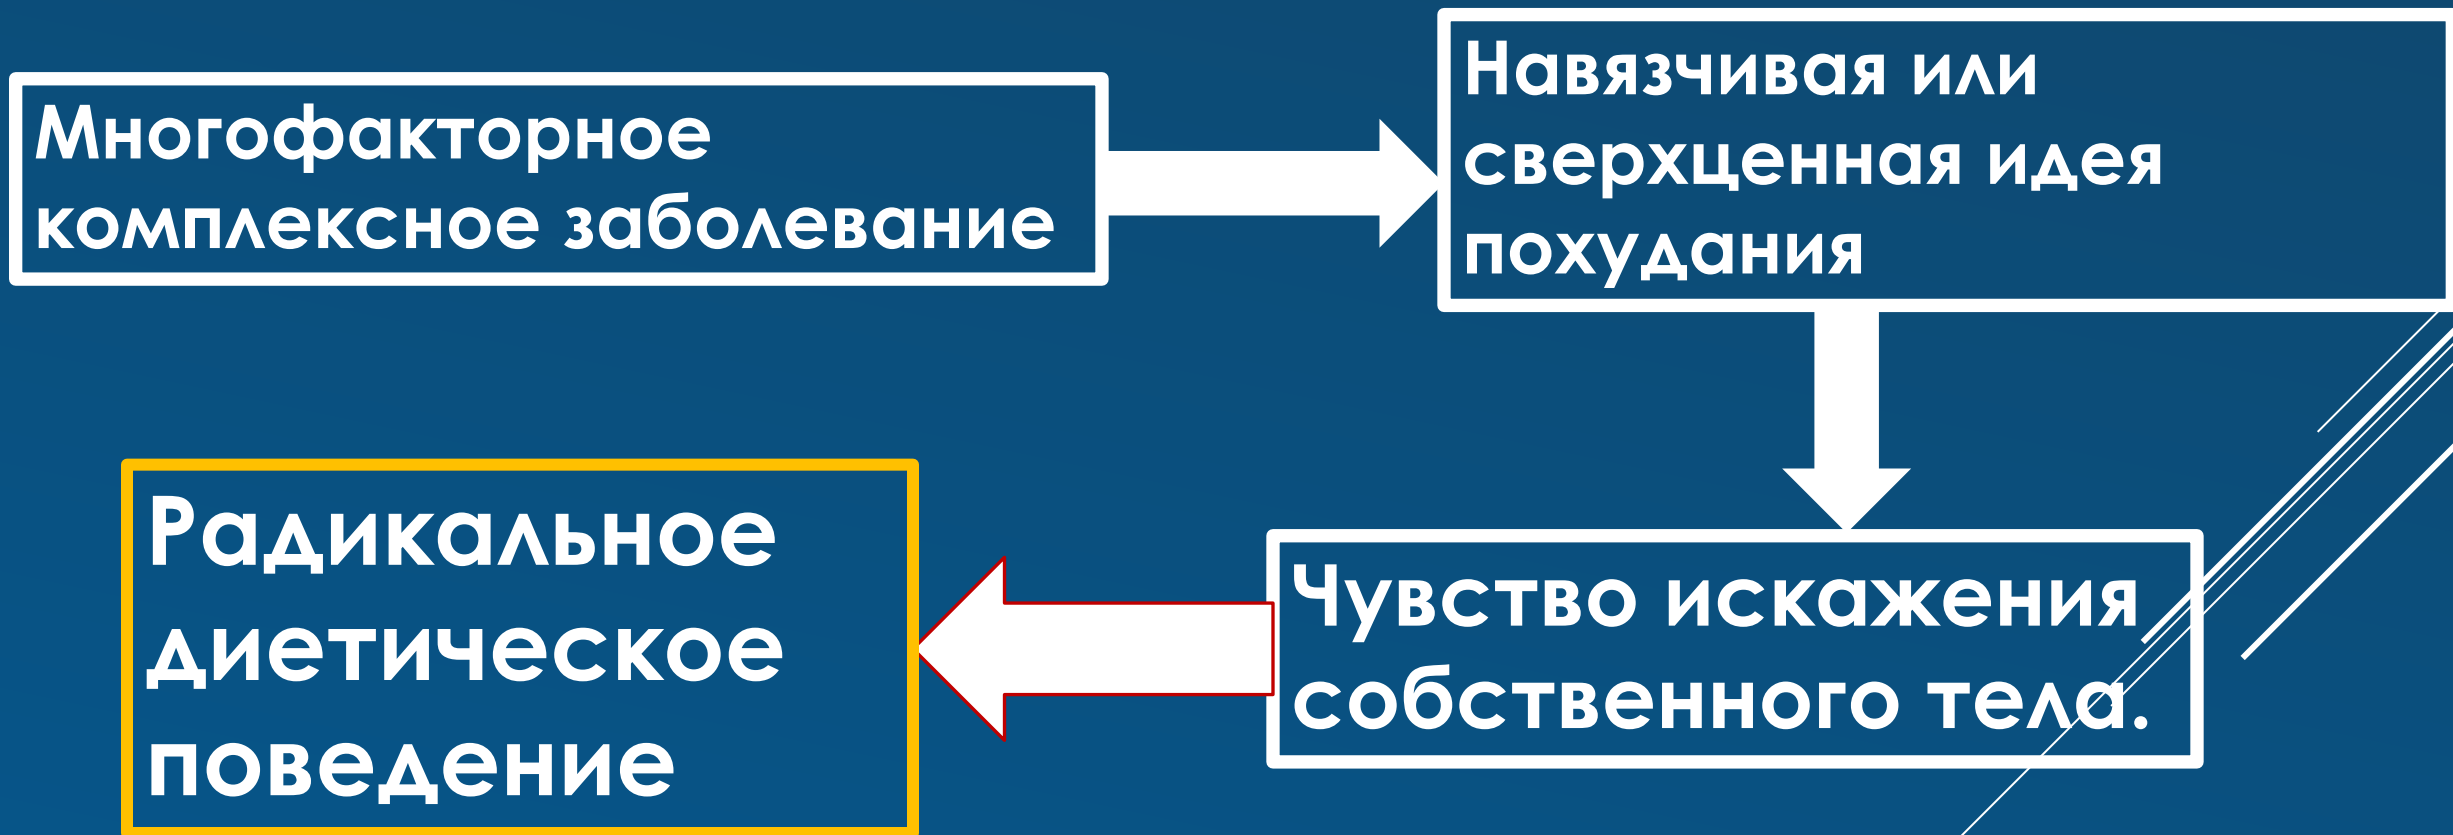 Многофакторное
комплексное заболевание
Навязчивая или
сверхценная идея
похудания
Чувство искажения
собственного тела.
Радикальное
диетическое
поведение